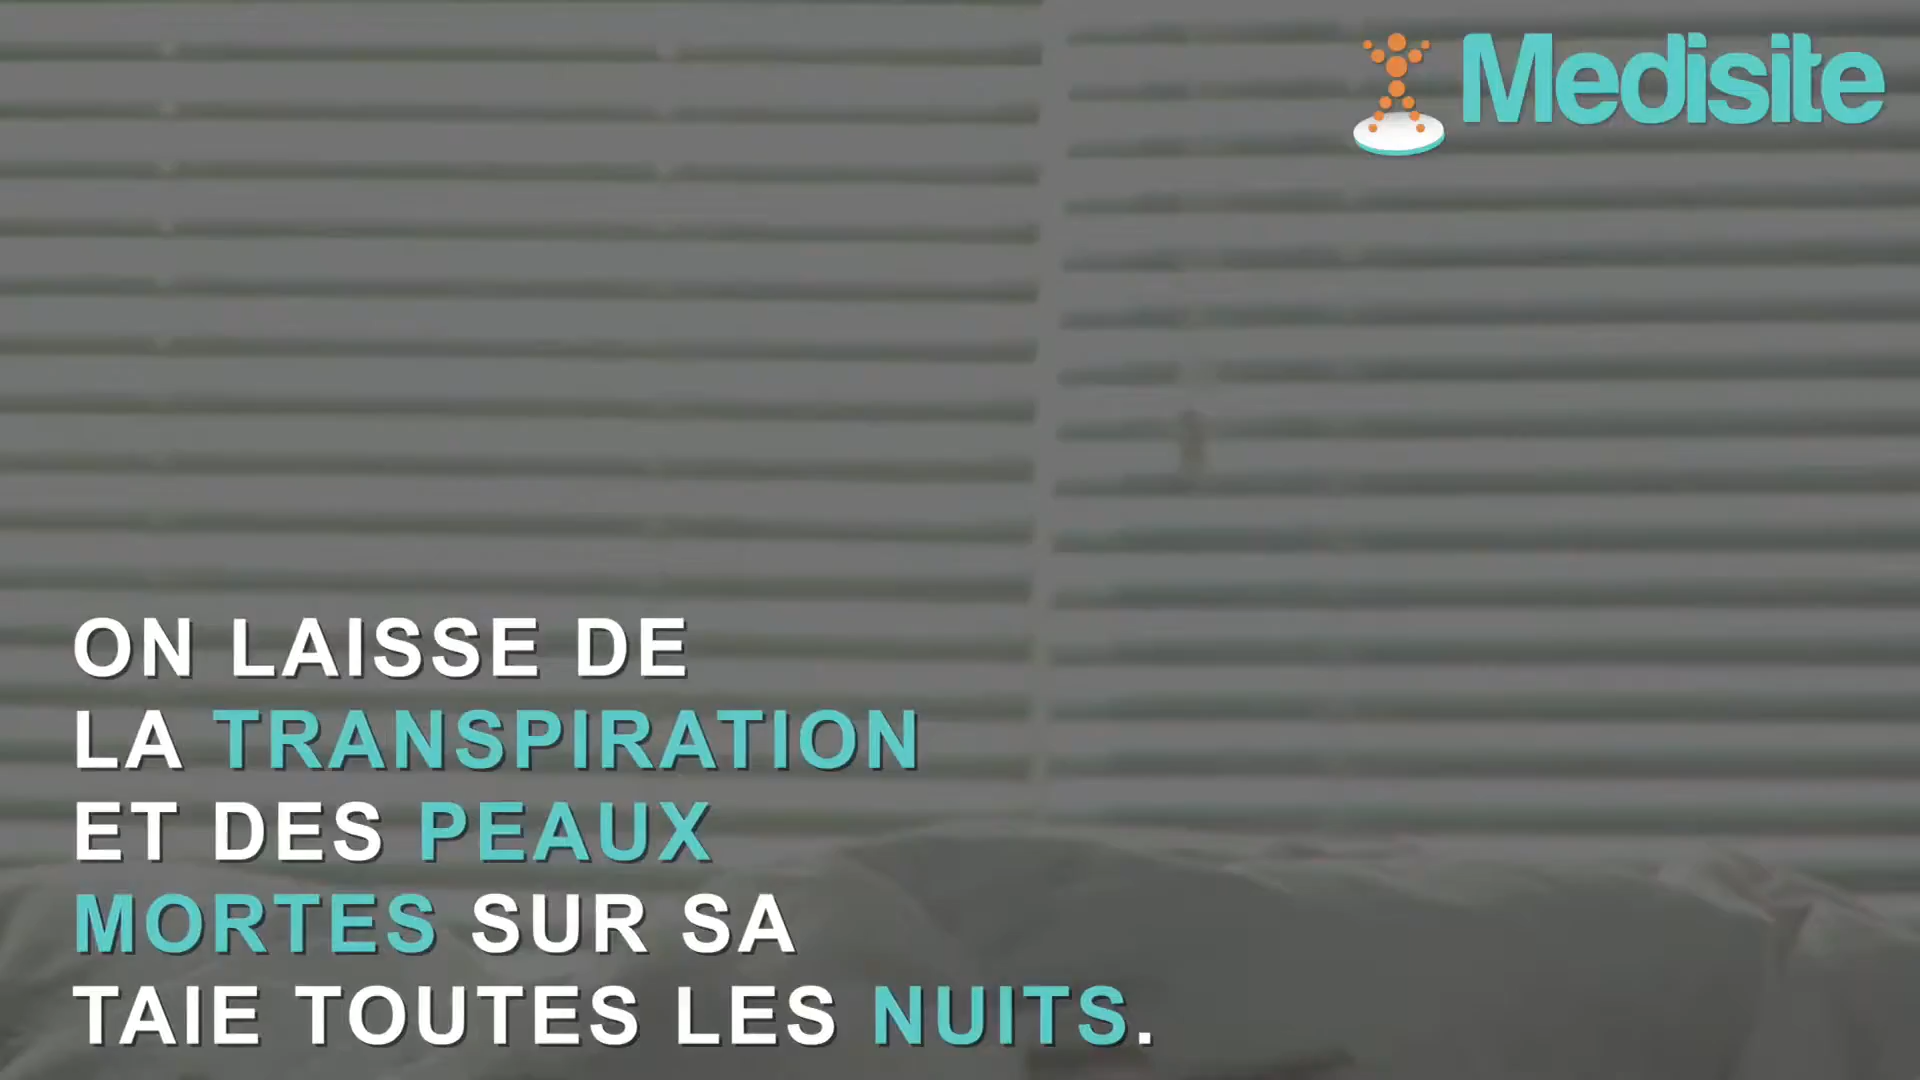 Medisite
ON LAISSE DE
LA TRANSPIRATION
ET DES PEAUX
MORTES SUR SA
TAIE TOUTES LES NUITS.